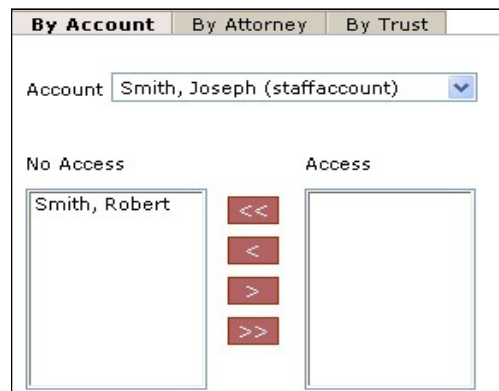 By Account By Attorney By Trust
Account Smith, Joseph (staffaccount)
No Access Access
Smith, Robert
<<
<
>
>>